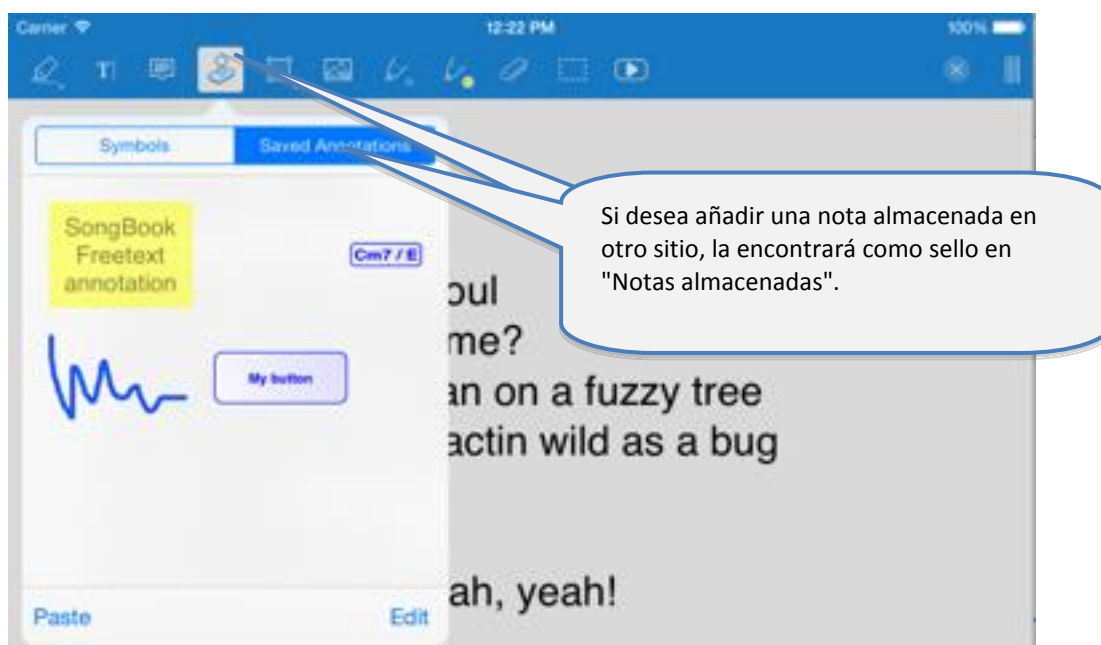 Carrier
12:22 PM
100%
T
Symbols
Saved Annotations
SongBook
Freetext
annotation
Cm7 / E
My button
Paste
Edit
Si desea añadir una nota almacenada en
otro sitio, la encontrará como sello en
"Notas almacenadas".
oul
me?
an on a fuzzy tree
actin wild as a bug
ah, yeah!